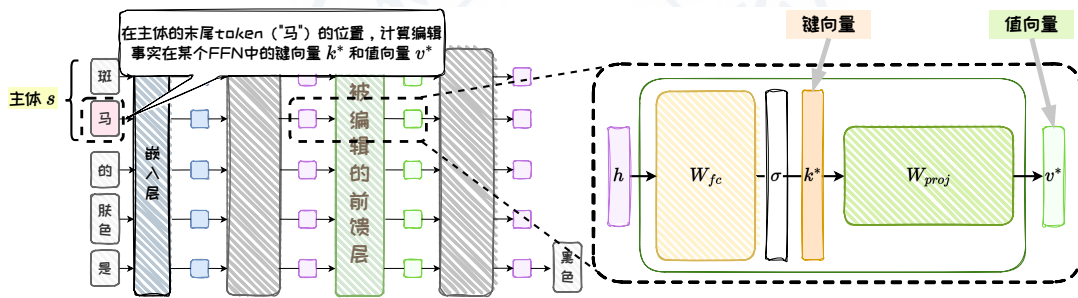 在主体的末尾token（"马"）的位置，计算编辑
事实在某个FFN中的键向量 k* 和值向量 v*
键向量
值向量
主体 s
斑
马
的
肤色
是
嵌入层
被编辑的前馈层
黑色
h
W_fc
σ
k*
W_proj
v*